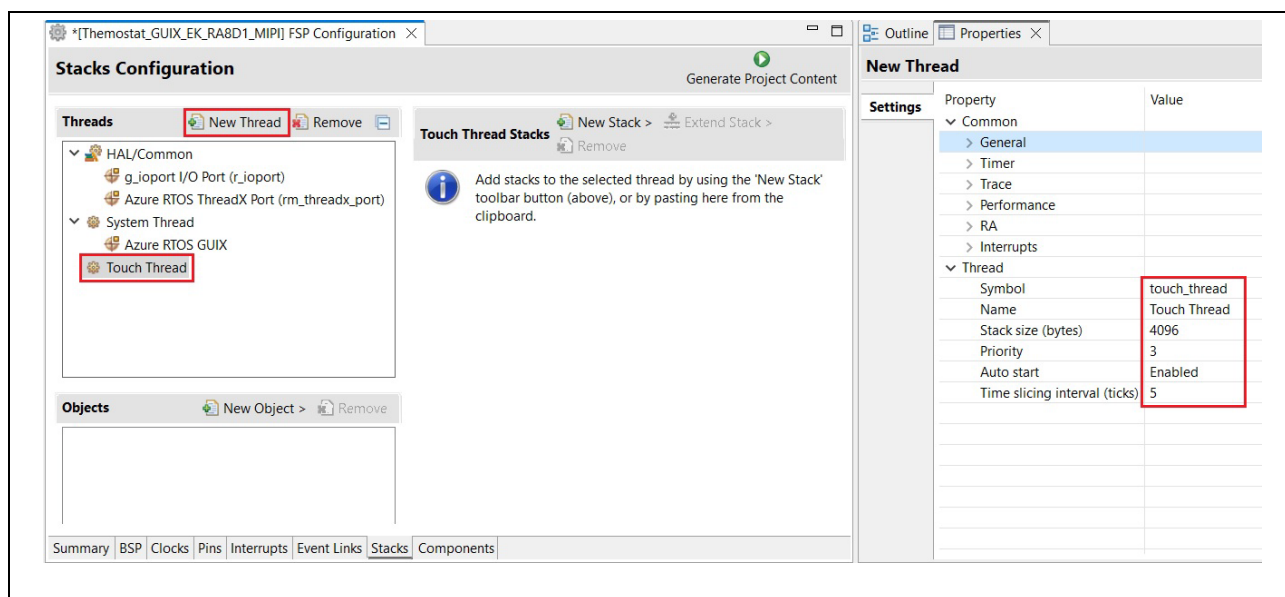 *[Themostat_GUIX_EK_RA8D1_MIPI] FSP Configuration
Stacks Configuration
Generate Project Content
Threads
New Thread
Remove
HAL/Common
g_ioport I/O Port (r_ioport)
Azure RTOS ThreadX Port (rm_threadx_port)
System Thread
Azure RTOS GUIX
Touch Thread
Objects
New Object >
Remove
Touch Thread Stacks
New Stack >
Extend Stack >
Remove
Add stacks to the selected thread by using the 'New Stack'
toolbar button (above), or by pasting here from the
clipboard.
Summary BSP Clocks Pins Interrupts Event Links Stacks Components
Outline Properties
New Thread
Settings
Property Value
Common
General
Timer
Trace
Performance
RA
Interrupts
Thread
Symbol touch_thread
Name Touch Thread
Stack size (bytes) 4096
Priority 3
Auto start Enabled
Time slicing interval (ticks) 5